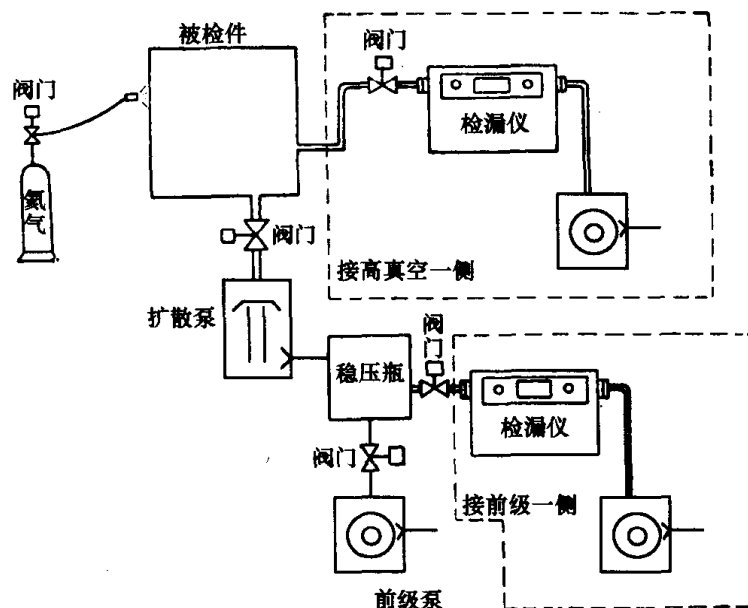 被检件
阀门
阀门
检漏仪
氦气
阀门
接高真空一侧
扩散泵
阀门
稳压瓶
检漏仪
阀门
接前级一侧
前级泵